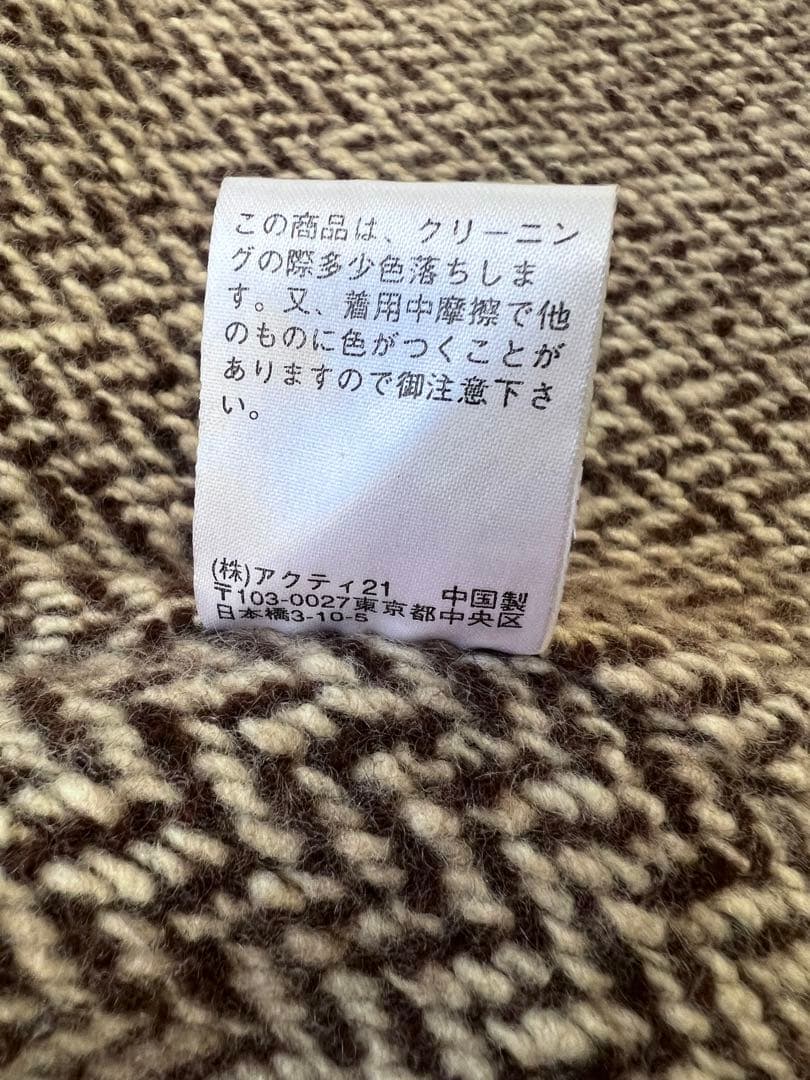 この商品は、クリーニン
グの際多少色落ちしま
す。又、着用中摩擦で他
のものに色がつくことが
ありますので御注意下さ
い。
(株)アクティ21 中国製
〒103-0027東京都中央区
日本橋3-10-5